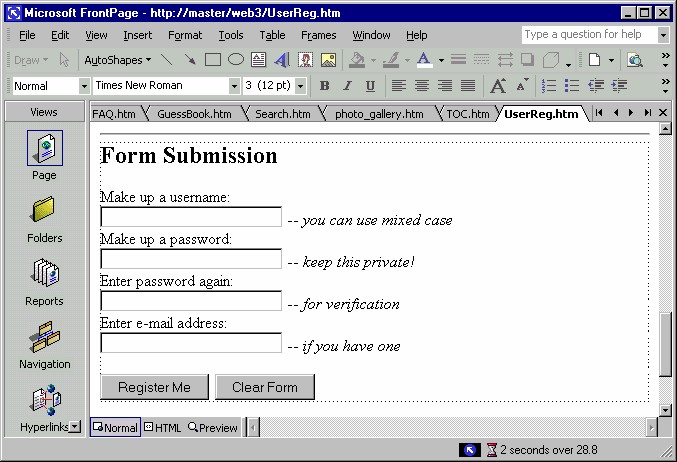 Microsoft FrontPage - http://master/web3/UserReg.htm
File Edit View Insert Format Tools Table Frames Window Help Type a question for help
Draw AutoShapes A
Normal Times New Roman 3 (12 pt) B I U A A
Views FAQ.htm GuessBook.htm Search.htm photo_gallery.htm TOC.htm UserReg.htm
Page
Folders
Reports
Navigation
Hyperlinks
Form Submission
Make up a username:
-- you can use mixed case
Make up a password:
-- keep this private!
Enter password again:
-- for verification
Enter e-mail address:
-- if you have one
Register Me Clear Form
Normal HTML Preview
2 seconds over 28.8